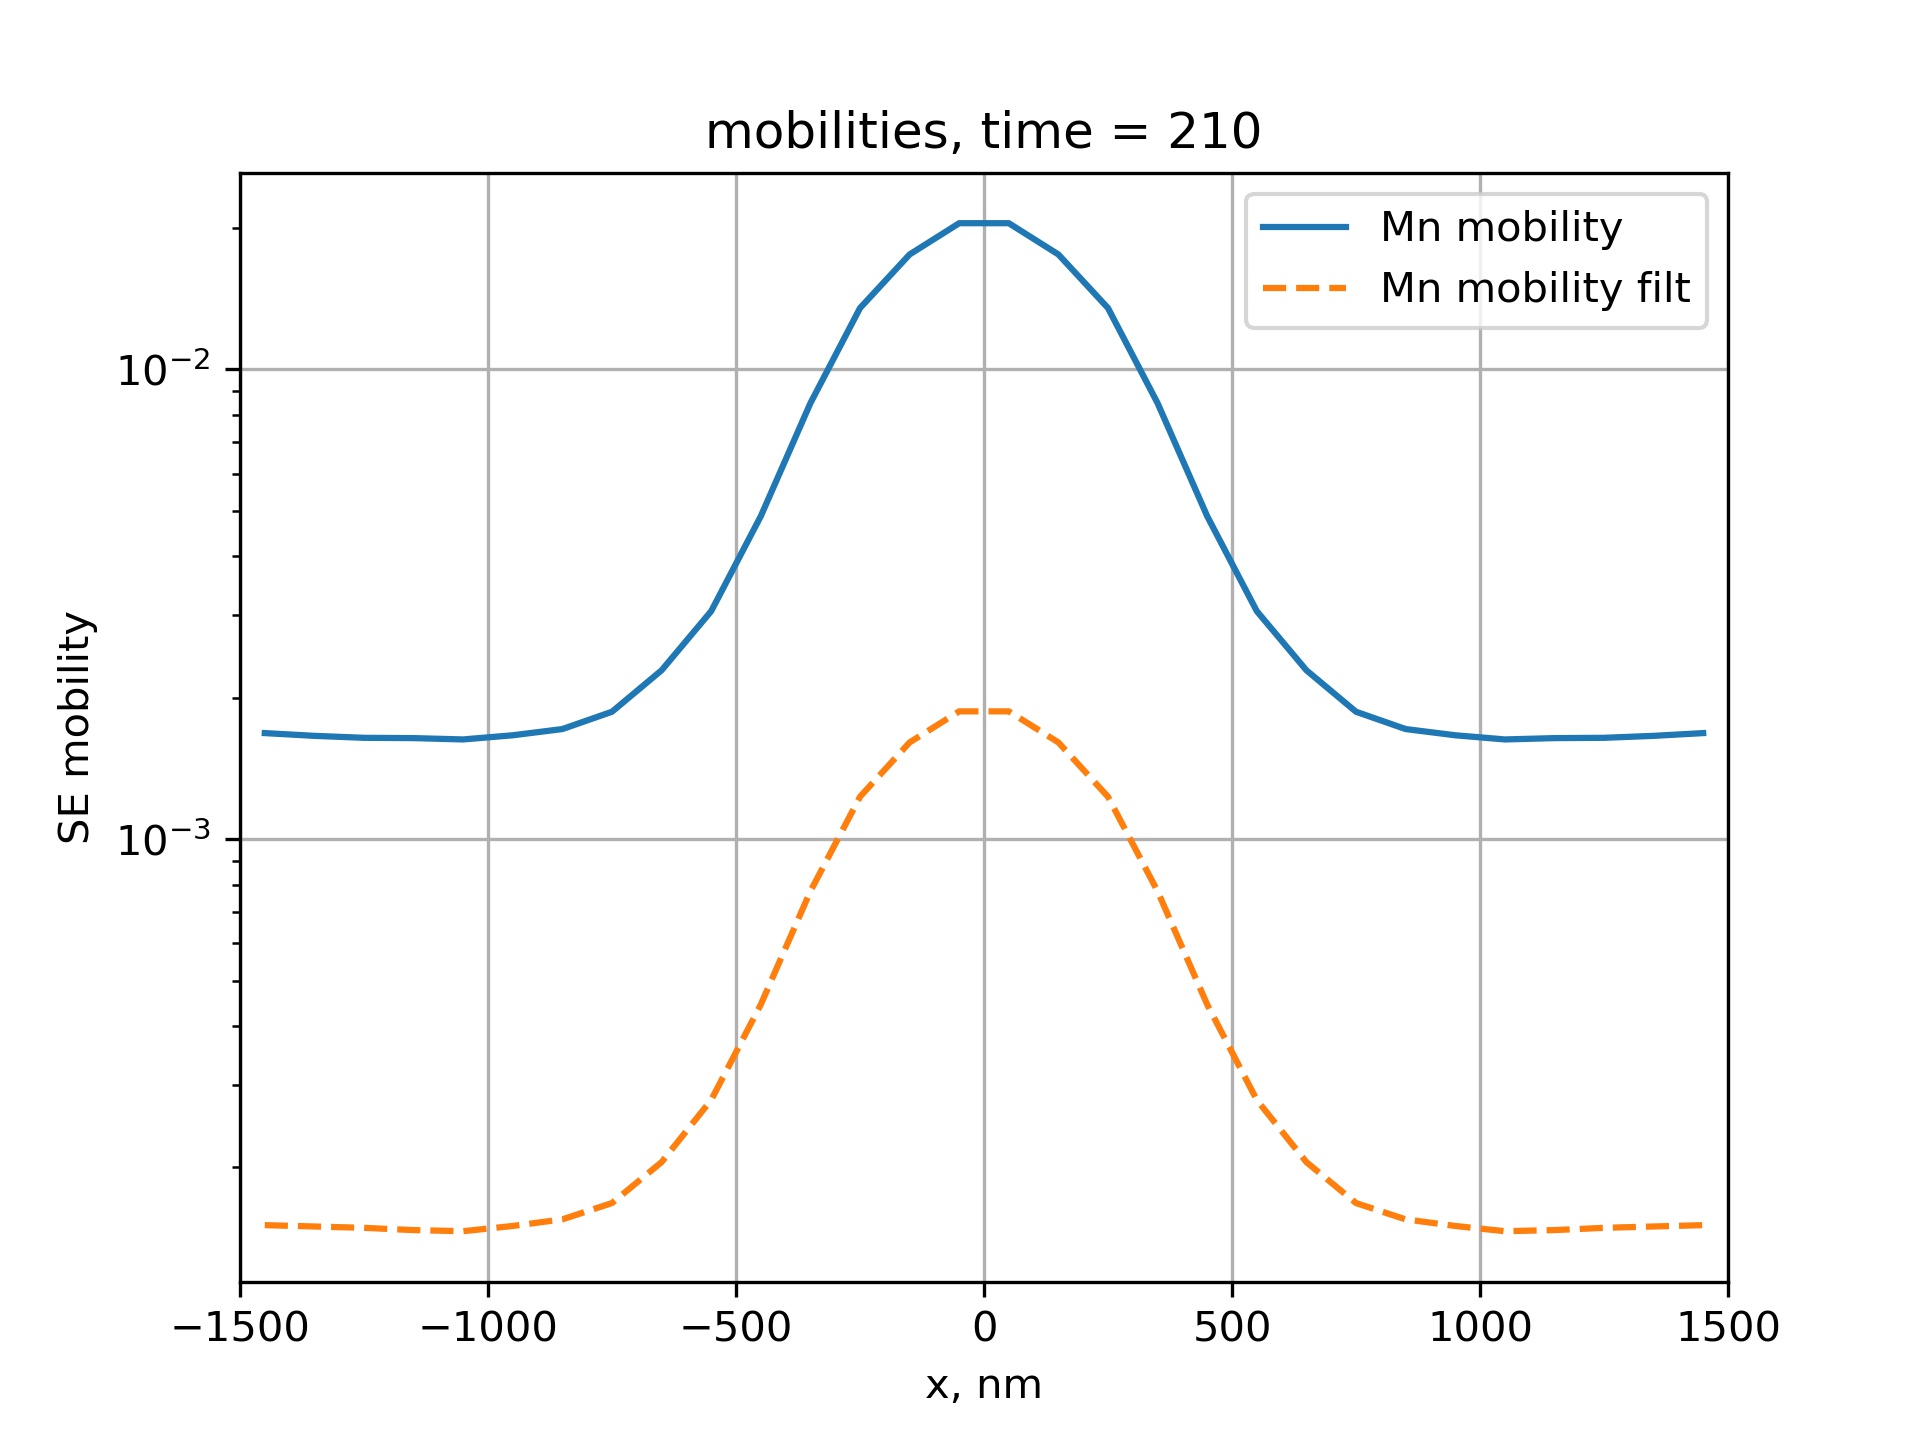 mobilities, time = 210
Mn mobility
Mn mobility filt
10⁻²
10⁻³
SE mobility
−1500 −1000 −500 0 500 1000 1500
x, nm